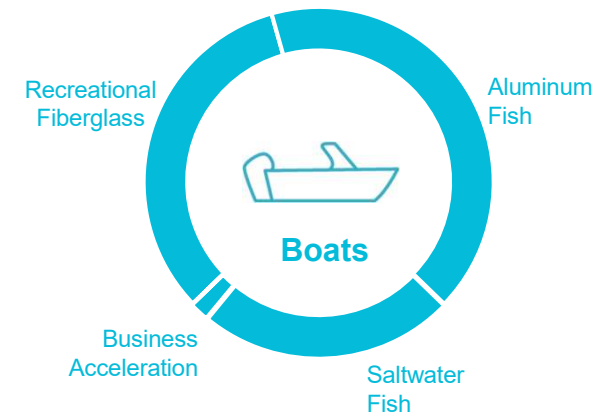 Recreational
Fiberglass
Aluminum
Fish
Boats
Business
Acceleration
Saltwater
Fish